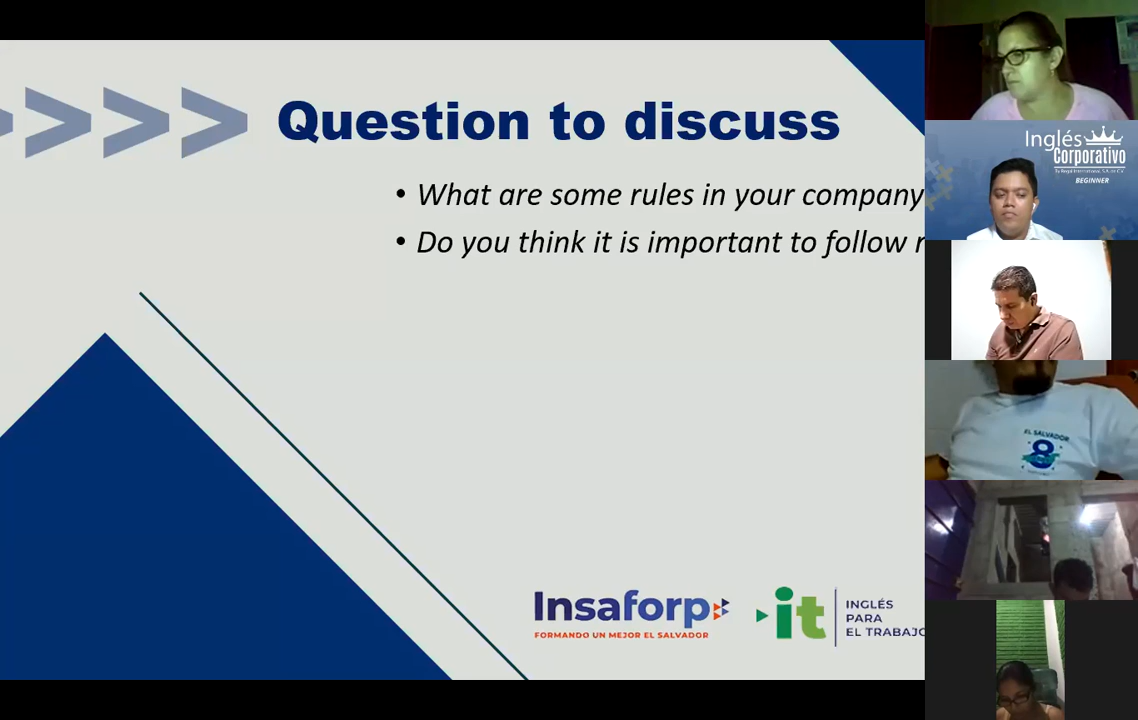 Question to discuss
• What are some rules in your company
• Do you think it is important to follow
Insaforp
FORMANDO UN MEJOR EL SALVADOR
it
INGLÉS
PARA
EL TRABAJO
Inglés
Corporativo
BEGINNER
EL SALVADOR
8